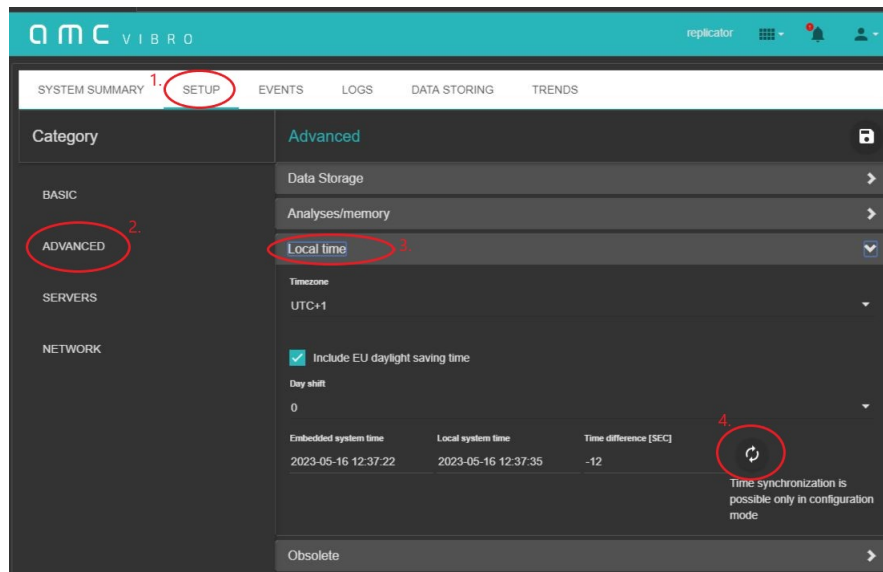 amc VIBRO
replicator
1.
SYSTEM SUMMARY SETUP EVENTS LOGS DATA STORING TRENDS
Category
Advanced
Data Storage
BASIC
Analyses/memory
2.
ADVANCED
Local time 3.
Timezone
SERVERS
UTC+1
NETWORK
Include EU daylight saving time
Day shift
0
4.
Embedded system time Local system time Time difference [SEC]
2023-05-16 12:37:22 2023-05-16 12:37:35 -12
Time synchronization is
possible only in configuration
mode
Obsolete